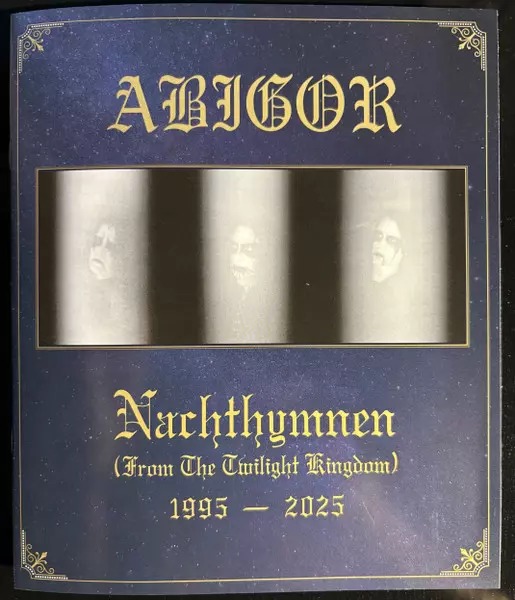 ABIGOR
Nachthymnen
(From The Twilight Kingdom)
1995 — 2025